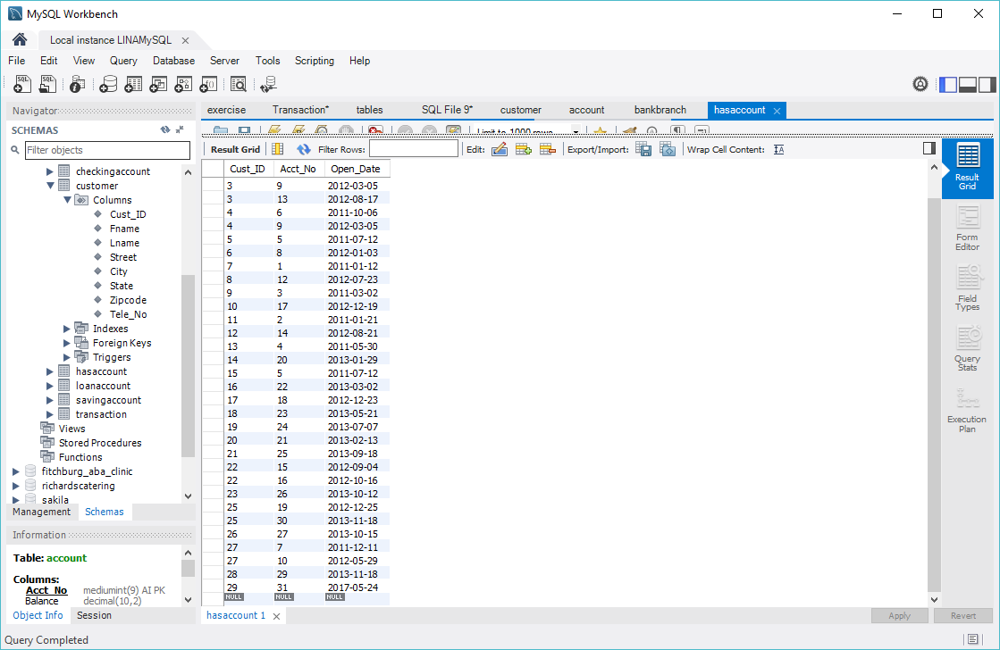 MySQL Workbench
Local instance LINAMySQL
File Edit View Query Database Server Tools Scripting Help
Navigator
SCHEMAS
Filter objects
checkingaccount
customer
Columns
Cust_ID
Fname
Lname
Street
City
State
Zipcode
Tele_No
Indexes
Foreign Keys
Triggers
hasaccount
loanaccount
savingaccount
transaction
Views
Stored Procedures
Functions
fitchburg_aba_clinic
richardscatering
sakila
Management Schemas
Information
Table: account
Columns:
Acct_No mediumint(9) AI PK
Balance decimal(10,2)
Object Info Session
exercise Transaction* tables SQL File 9* customer account bankbranch hasaccount
Limit to 1000 rows
Result Grid Filter Rows: Edit: Export/Import: Wrap Cell Content:
Cust_ID Acct_No Open_Date
3 9 2012-03-05
3 13 2012-08-17
4 6 2011-10-06
4 9 2012-03-05
5 5 2011-07-12
6 8 2012-01-03
7 1 2011-01-12
8 12 2012-07-23
9 3 2011-03-02
10 17 2012-12-19
11 2 2011-01-21
12 14 2012-08-21
13 4 2011-05-30
14 20 2013-01-29
15 5 2011-07-12
16 22 2013-03-02
17 18 2012-12-23
18 23 2013-05-21
19 24 2013-07-07
20 21 2013-02-13
21 25 2013-09-18
22 15 2012-09-04
22 16 2012-10-16
23 26 2013-10-12
25 19 2012-12-25
25 30 2013-11-18
26 27 2013-10-15
27 7 2011-12-11
27 10 2012-05-29
28 29 2013-11-18
29 31 2017-05-24
NULL NULL NULL
Result
Grid
Form
Editor
Field
Types
Query
Stats
Execution
Plan
hasaccount 1
Apply Revert
Query Completed